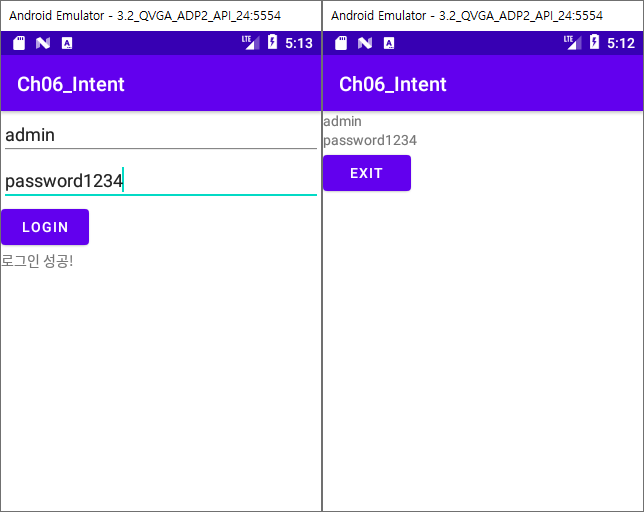 Android Emulator - 3.2_QVGA_ADP2_API_24:5554
LTE 5:13
Ch06_Intent
admin
password1234
LOGIN
로그인 성공!
Android Emulator - 3.2_QVGA_ADP2_API_24:5554
LTE 5:12
Ch06_Intent
admin
password1234
EXIT